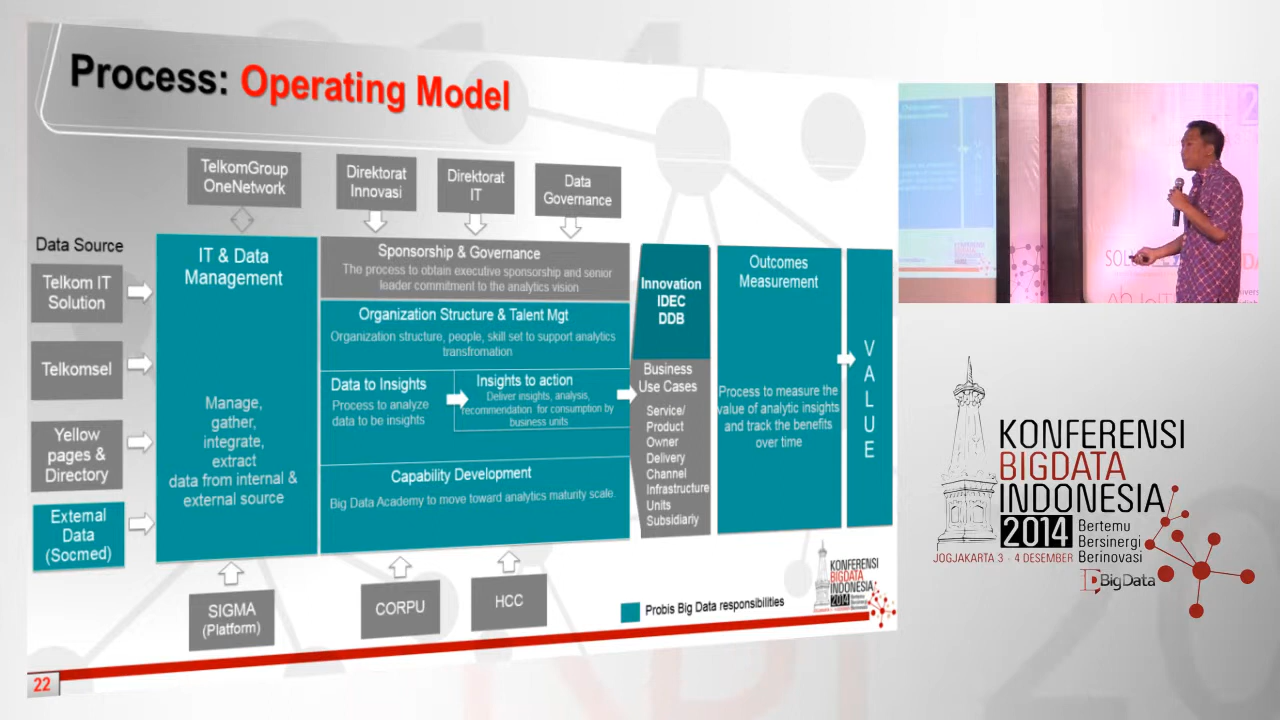 Process: Operating Model
TelkomGroup
OneNetwork
Direktorat
Innovasi
Direktorat
IT
Data
Governance
Data Source
Telkom IT
Solution
Telkomsel
Yellow
pages &
Directory
External
Data
(Socmed)
IT & Data
Management
Manage,
gather,
integrate,
extract
data from internal &
external source
Sponsorship & Governance
The process to obtain executive sponsorship and senior
leader commitment to the analytics vision
Organization Structure & Talent Mgt
Organization structure, people, skill set to support analytics
transfromation
Data to Insights
Process to analyze
data to be insights
Insights to action
Deliver insights, analysis,
recommendation for consumption by
business units
Capability Development
Big Data Academy to move toward analytics maturity scale.
Innovation
IDEC
DDB
Business
Use Cases
Service/
Product
Owner
Delivery
Channel
Infrastructure
Units
Subsidiariy
Outcomes
Measurement
Process to measure the
value of analytic insights
and track the benefits
over time
VALUE
SIGMA
(Platform)
CORPU
HCC
Probis Big Data responsibilities
KONFERENSI
BIGDATA
INDONESIA
2014
22
KONFERENSI
BIGDATA
INDONESIA
2014 Bertemu
Bersinergi
Berinovasi
JOGJAKARTA 3 - 4 DESEMBER
BigData